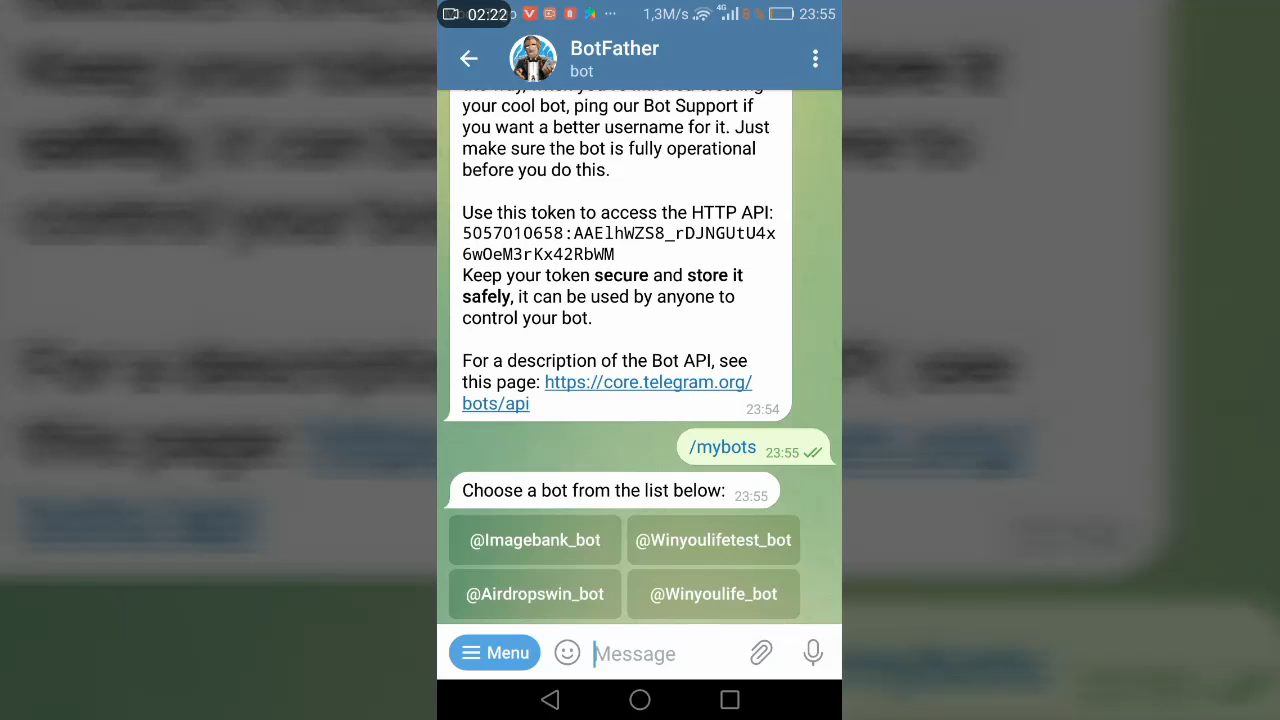 02:22
1,3M/s 4G 23:55
BotFather
bot
your cool bot, ping our Bot Support if
you want a better username for it. Just
make sure the bot is fully operational
before you do this.
Use this token to access the HTTP API:
5057010658:AAElhWZS8_rDJNGUtU4x
6wOeM3rKx42RbWM
Keep your token secure and store it
safely, it can be used by anyone to
control your bot.
For a description of the Bot API, see
this page: https://core.telegram.org/
bots/api
23:54
/mybots 23:55
Choose a bot from the list below: 23:55
@Imagebank_bot @Winyoulifetest_bot
@Airdropswin_bot @Winyoulife_bot
Menu Message